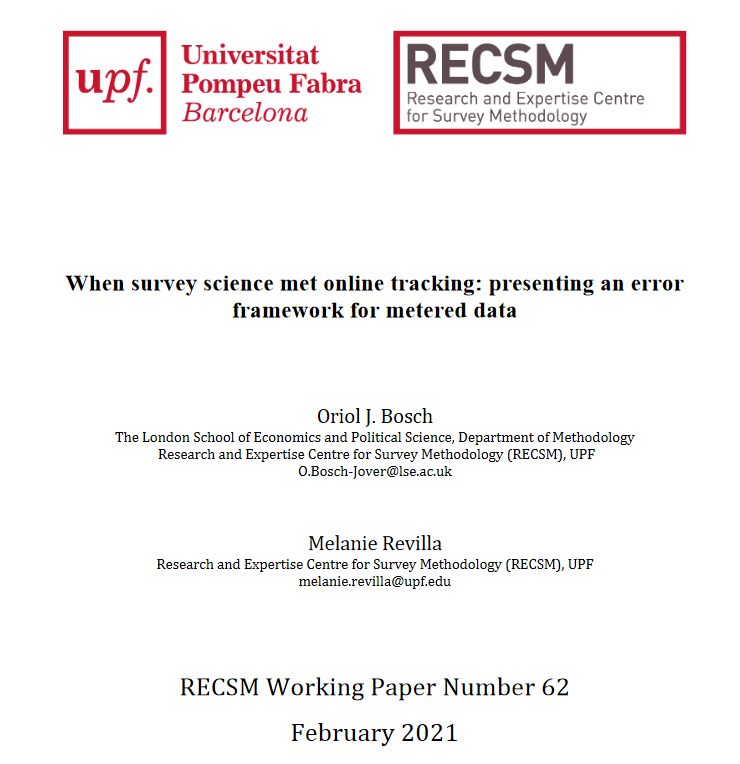 upf.
Universitat
Pompeu Fabra
Barcelona
RECSM
Research and Expertise Centre
for Survey Methodology
When survey science met online tracking: presenting an error
framework for metered data
Oriol J. Bosch
The London School of Economics and Political Science, Department of Methodology
Research and Expertise Centre for Survey Methodology (RECSM), UPF
O.Bosch-Jover@lse.ac.uk
Melanie Revilla
Research and Expertise Centre for Survey Methodology (RECSM), UPF
melanie.revilla@upf.edu
RECSM Working Paper Number 62
February 2021